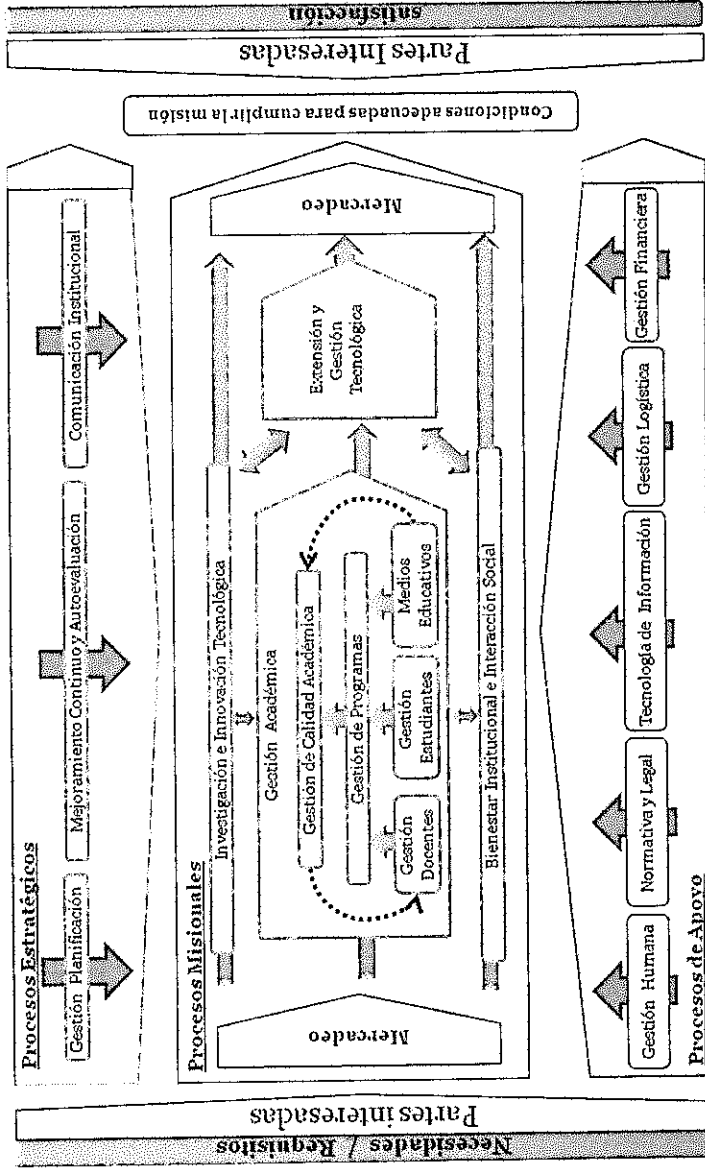 Necesidades / Requisitos
Partes interesadas
Procesos Estratégicos
Gestión Planificación
Mejoramiento Continuo y Autoevaluación
Comunicación Institucional
Procesos Misionales
Mercadeo
Investigación e Innovación Tecnológica
Gestión Académica
Gestión de Calidad Académica
Gestión de Programas
Gestión
Docentes
Gestión
Estudiantes
Medios
Educativos
Bienestar Institucional e Interacción Social
Extensión y
Gestión
Tecnológica
Mercadeo
Condiciones adecuadas para cumplir la misión
Gestión Humana
Normativa y Legal
Tecnología de Información
Gestión Logística
Gestión Financiera
Procesos de Apoyo
Partes Interesadas
satisfacción